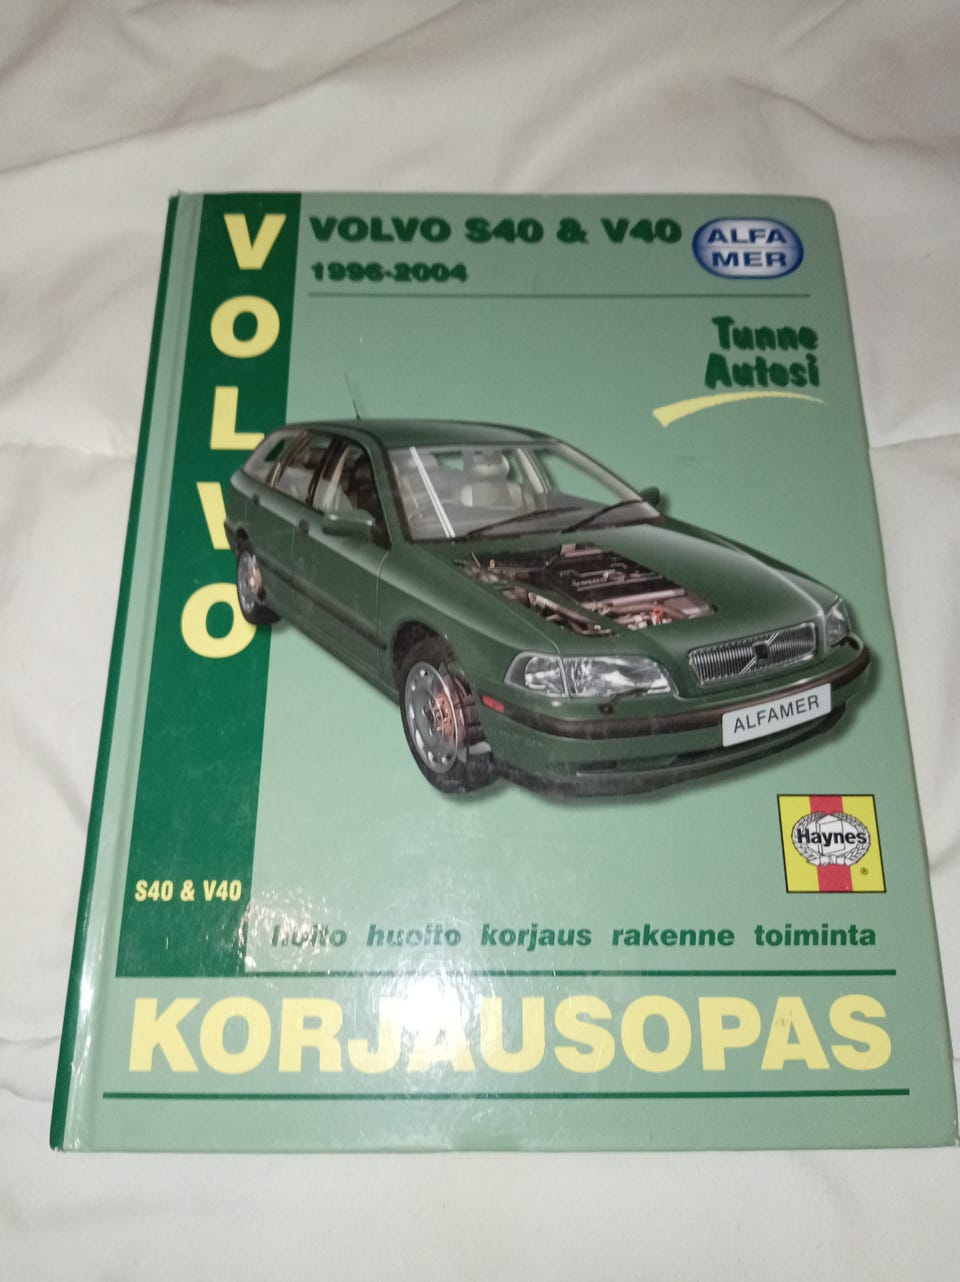 VOLVO
VOLVO S40 & V40
1996-2004
ALFA
MER
Tunne
Autosi
ALFAMER
Haynes
®
S40 & V40
hoito huolto korjaus rakenne toiminta
KORJAUSOPAS